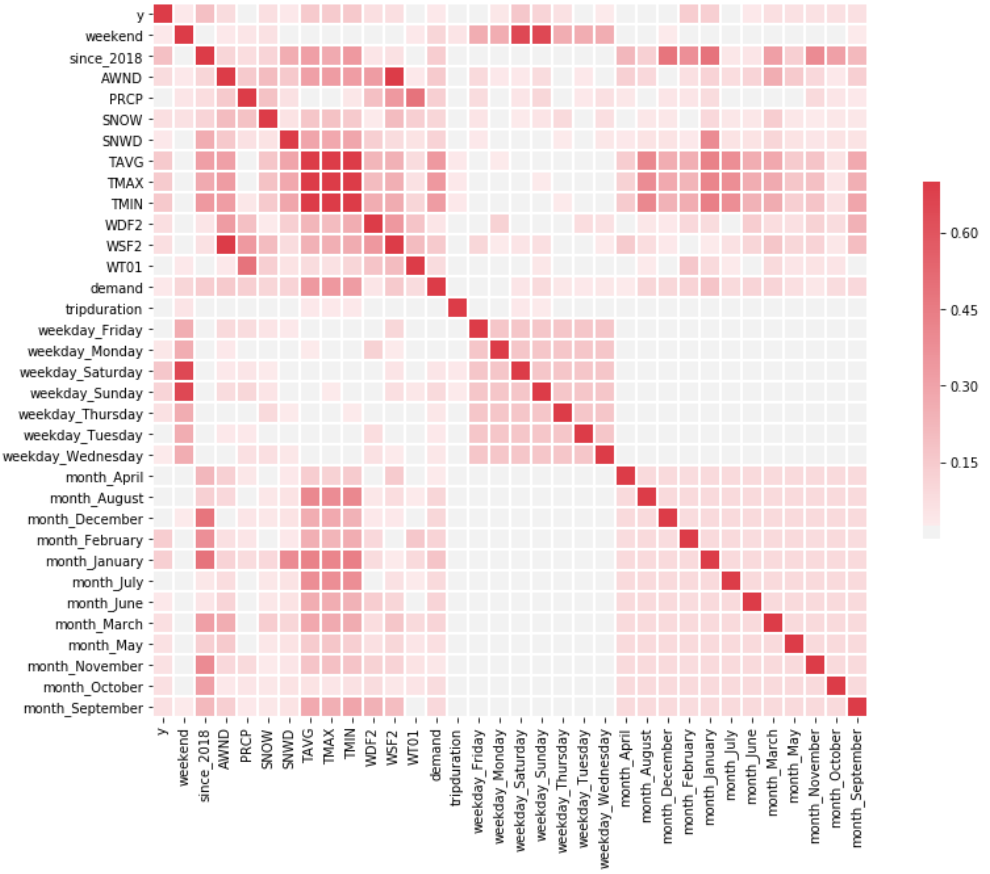 y
weekend
since_2018
AWND
PRCP
SNOW
SNWD
TAVG
TMAX
TMIN
WDF2
WSF2
WT01
demand
tripduration
weekday_Friday
weekday_Monday
weekday_Saturday
weekday_Sunday
weekday_Thursday
weekday_Tuesday
weekday_Wednesday
month_April
month_August
month_December
month_February
month_January
month_July
month_June
month_March
month_May
month_November
month_October
month_September
0.60
0.45
0.30
0.15
y
weekend
since_2018
AWND
PRCP
SNOW
SNWD
TAVG
TMAX
TMIN
WDF2
WSF2
WT01
demand
tripduration
weekday_Friday
weekday_Monday
weekday_Saturday
weekday_Sunday
weekday_Thursday
weekday_Tuesday
weekday_Wednesday
month_April
month_August
month_December
month_February
month_January
month_July
month_June
month_March
month_May
month_November
month_October
month_September